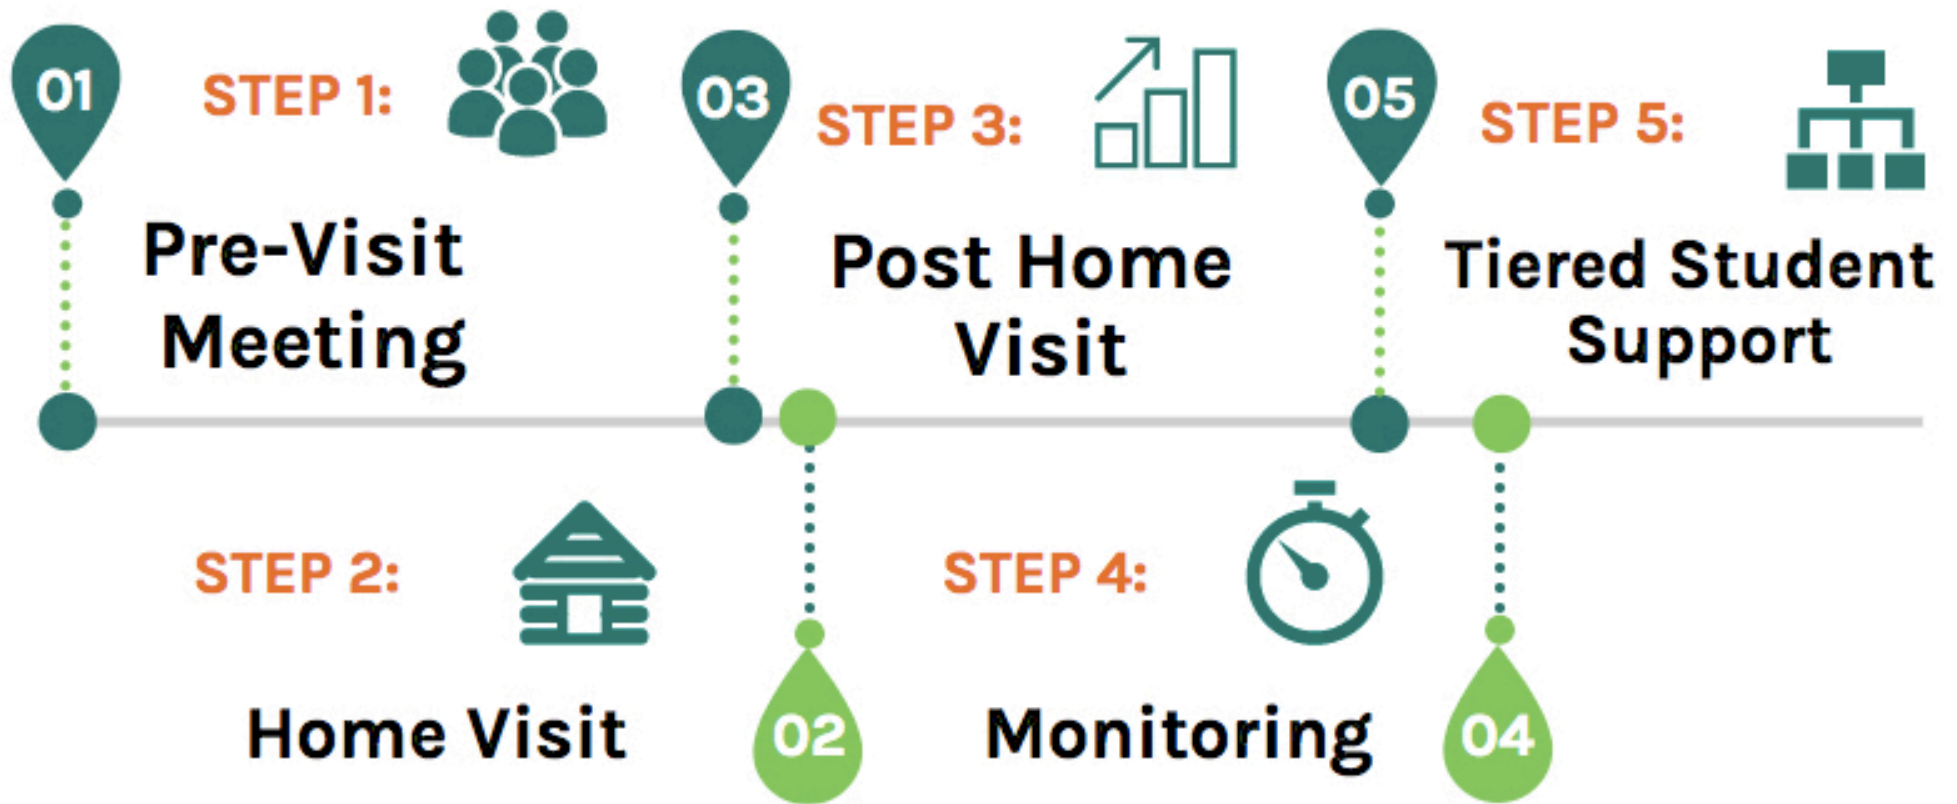 01
STEP 1:
Pre-Visit
Meeting
03
STEP 3:
Post Home
Visit
05
STEP 5:
Tiered Student
Support
STEP 2:
Home Visit
02
STEP 4:
Monitoring
04